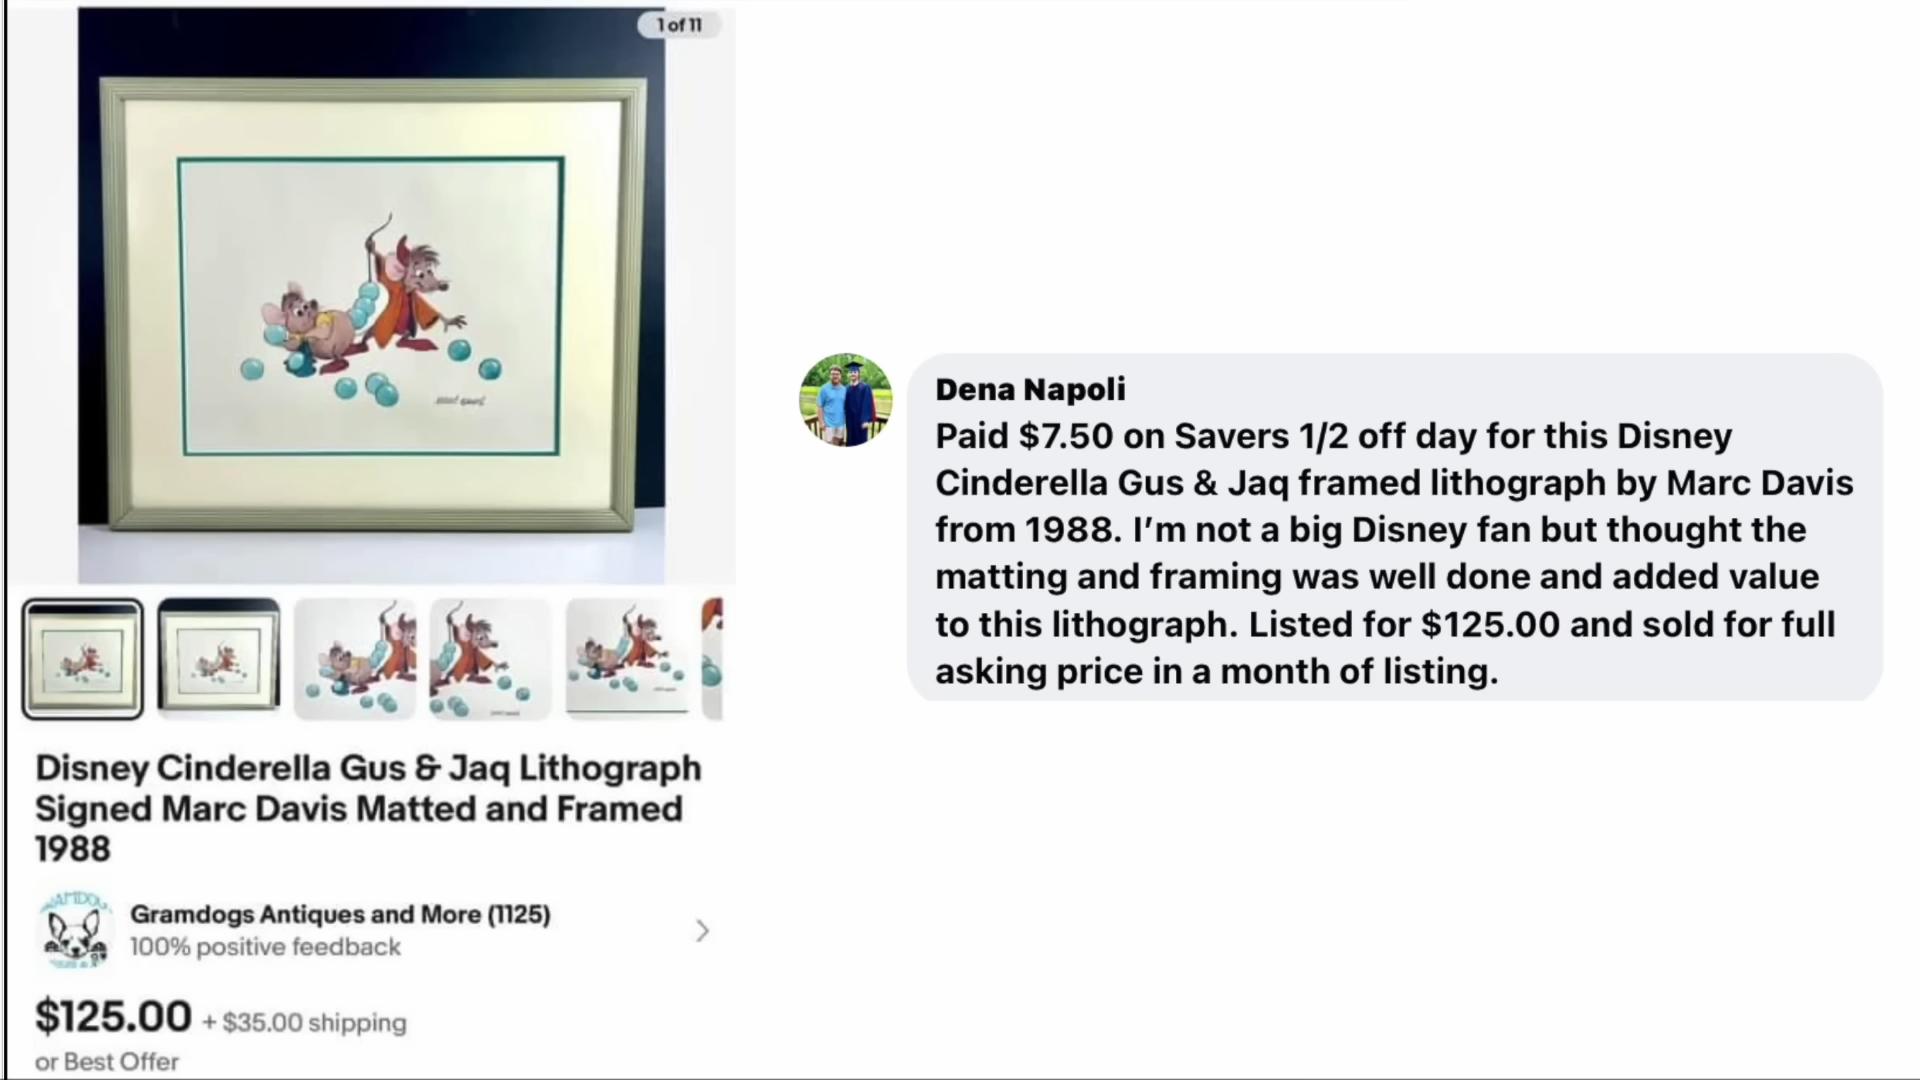 1 of 11
Disney Cinderella Gus & Jaq Lithograph
Signed Marc Davis Matted and Framed
1988
Gramdogs Antiques and More (1125)
100% positive feedback
$125.00 + $35.00 shipping
or Best Offer
Dena Napoli
Paid $7.50 on Savers 1/2 off day for this Disney
Cinderella Gus & Jaq framed lithograph by Marc Davis
from 1988. I’m not a big Disney fan but thought the
matting and framing was well done and added value
to this lithograph. Listed for $125.00 and sold for full
asking price in a month of listing.